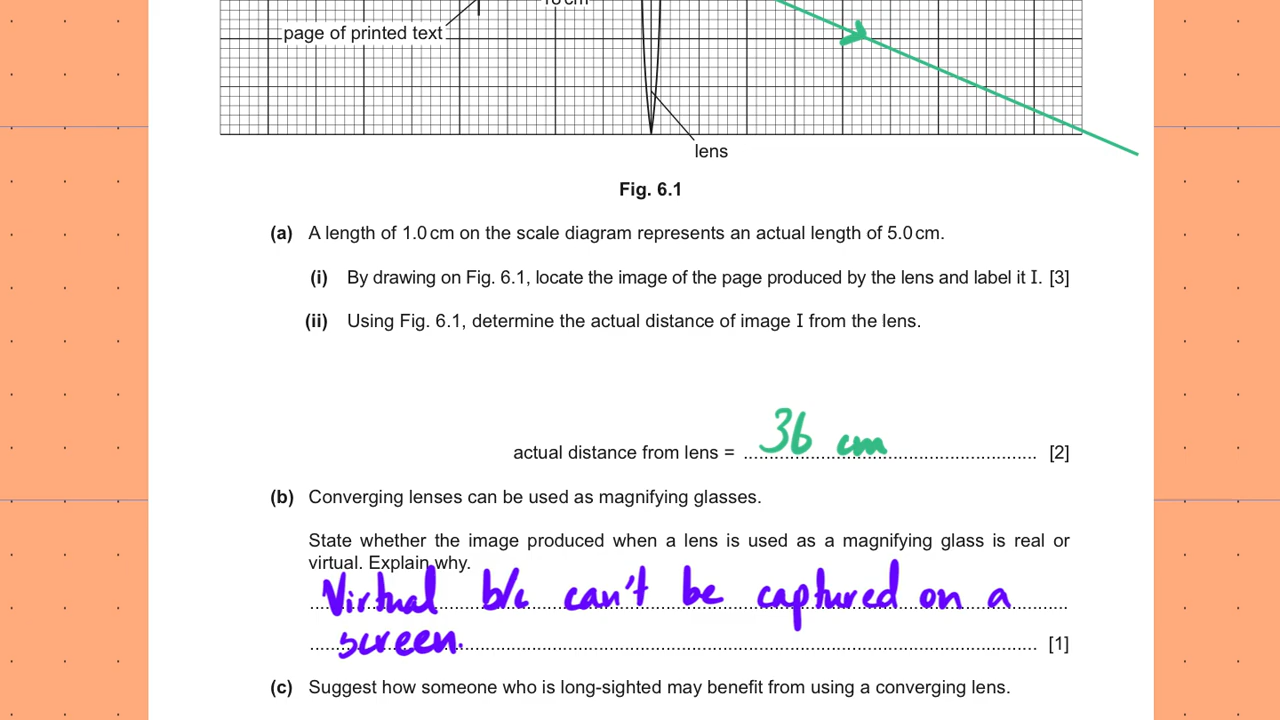 page of printed text
lens
Fig. 6.1
(a) A length of 1.0 cm on the scale diagram represents an actual length of 5.0 cm.
(i) By drawing on Fig. 6.1, locate the image of the page produced by the lens and label it I. [3]
(ii) Using Fig. 6.1, determine the actual distance of image I from the lens.
actual distance from lens = 36 cm [2]
(b) Converging lenses can be used as magnifying glasses.
State whether the image produced when a lens is used as a magnifying glass is real or
virtual. Explain why.
Virtual b/c can't be captured on a
screen. [1]
(c) Suggest how someone who is long-sighted may benefit from using a converging lens.